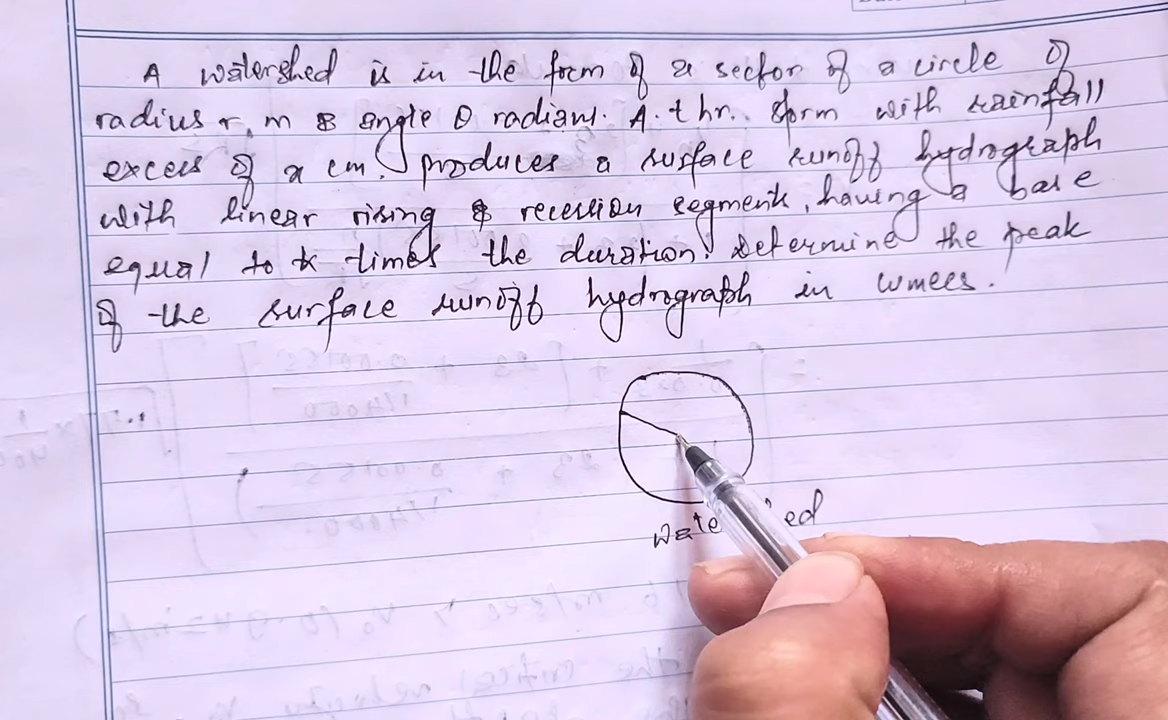 A watershed is in the form of a sector of a circle of
radius r, m & angle θ radians. A. t hr. storm with rainfall
excess of x cm. produces a surface runoff hydrograph
with linear rising & recession segments, having a base
equal to k times the duration. Determine the peak
of the surface runoff hydrograph in cumecs.